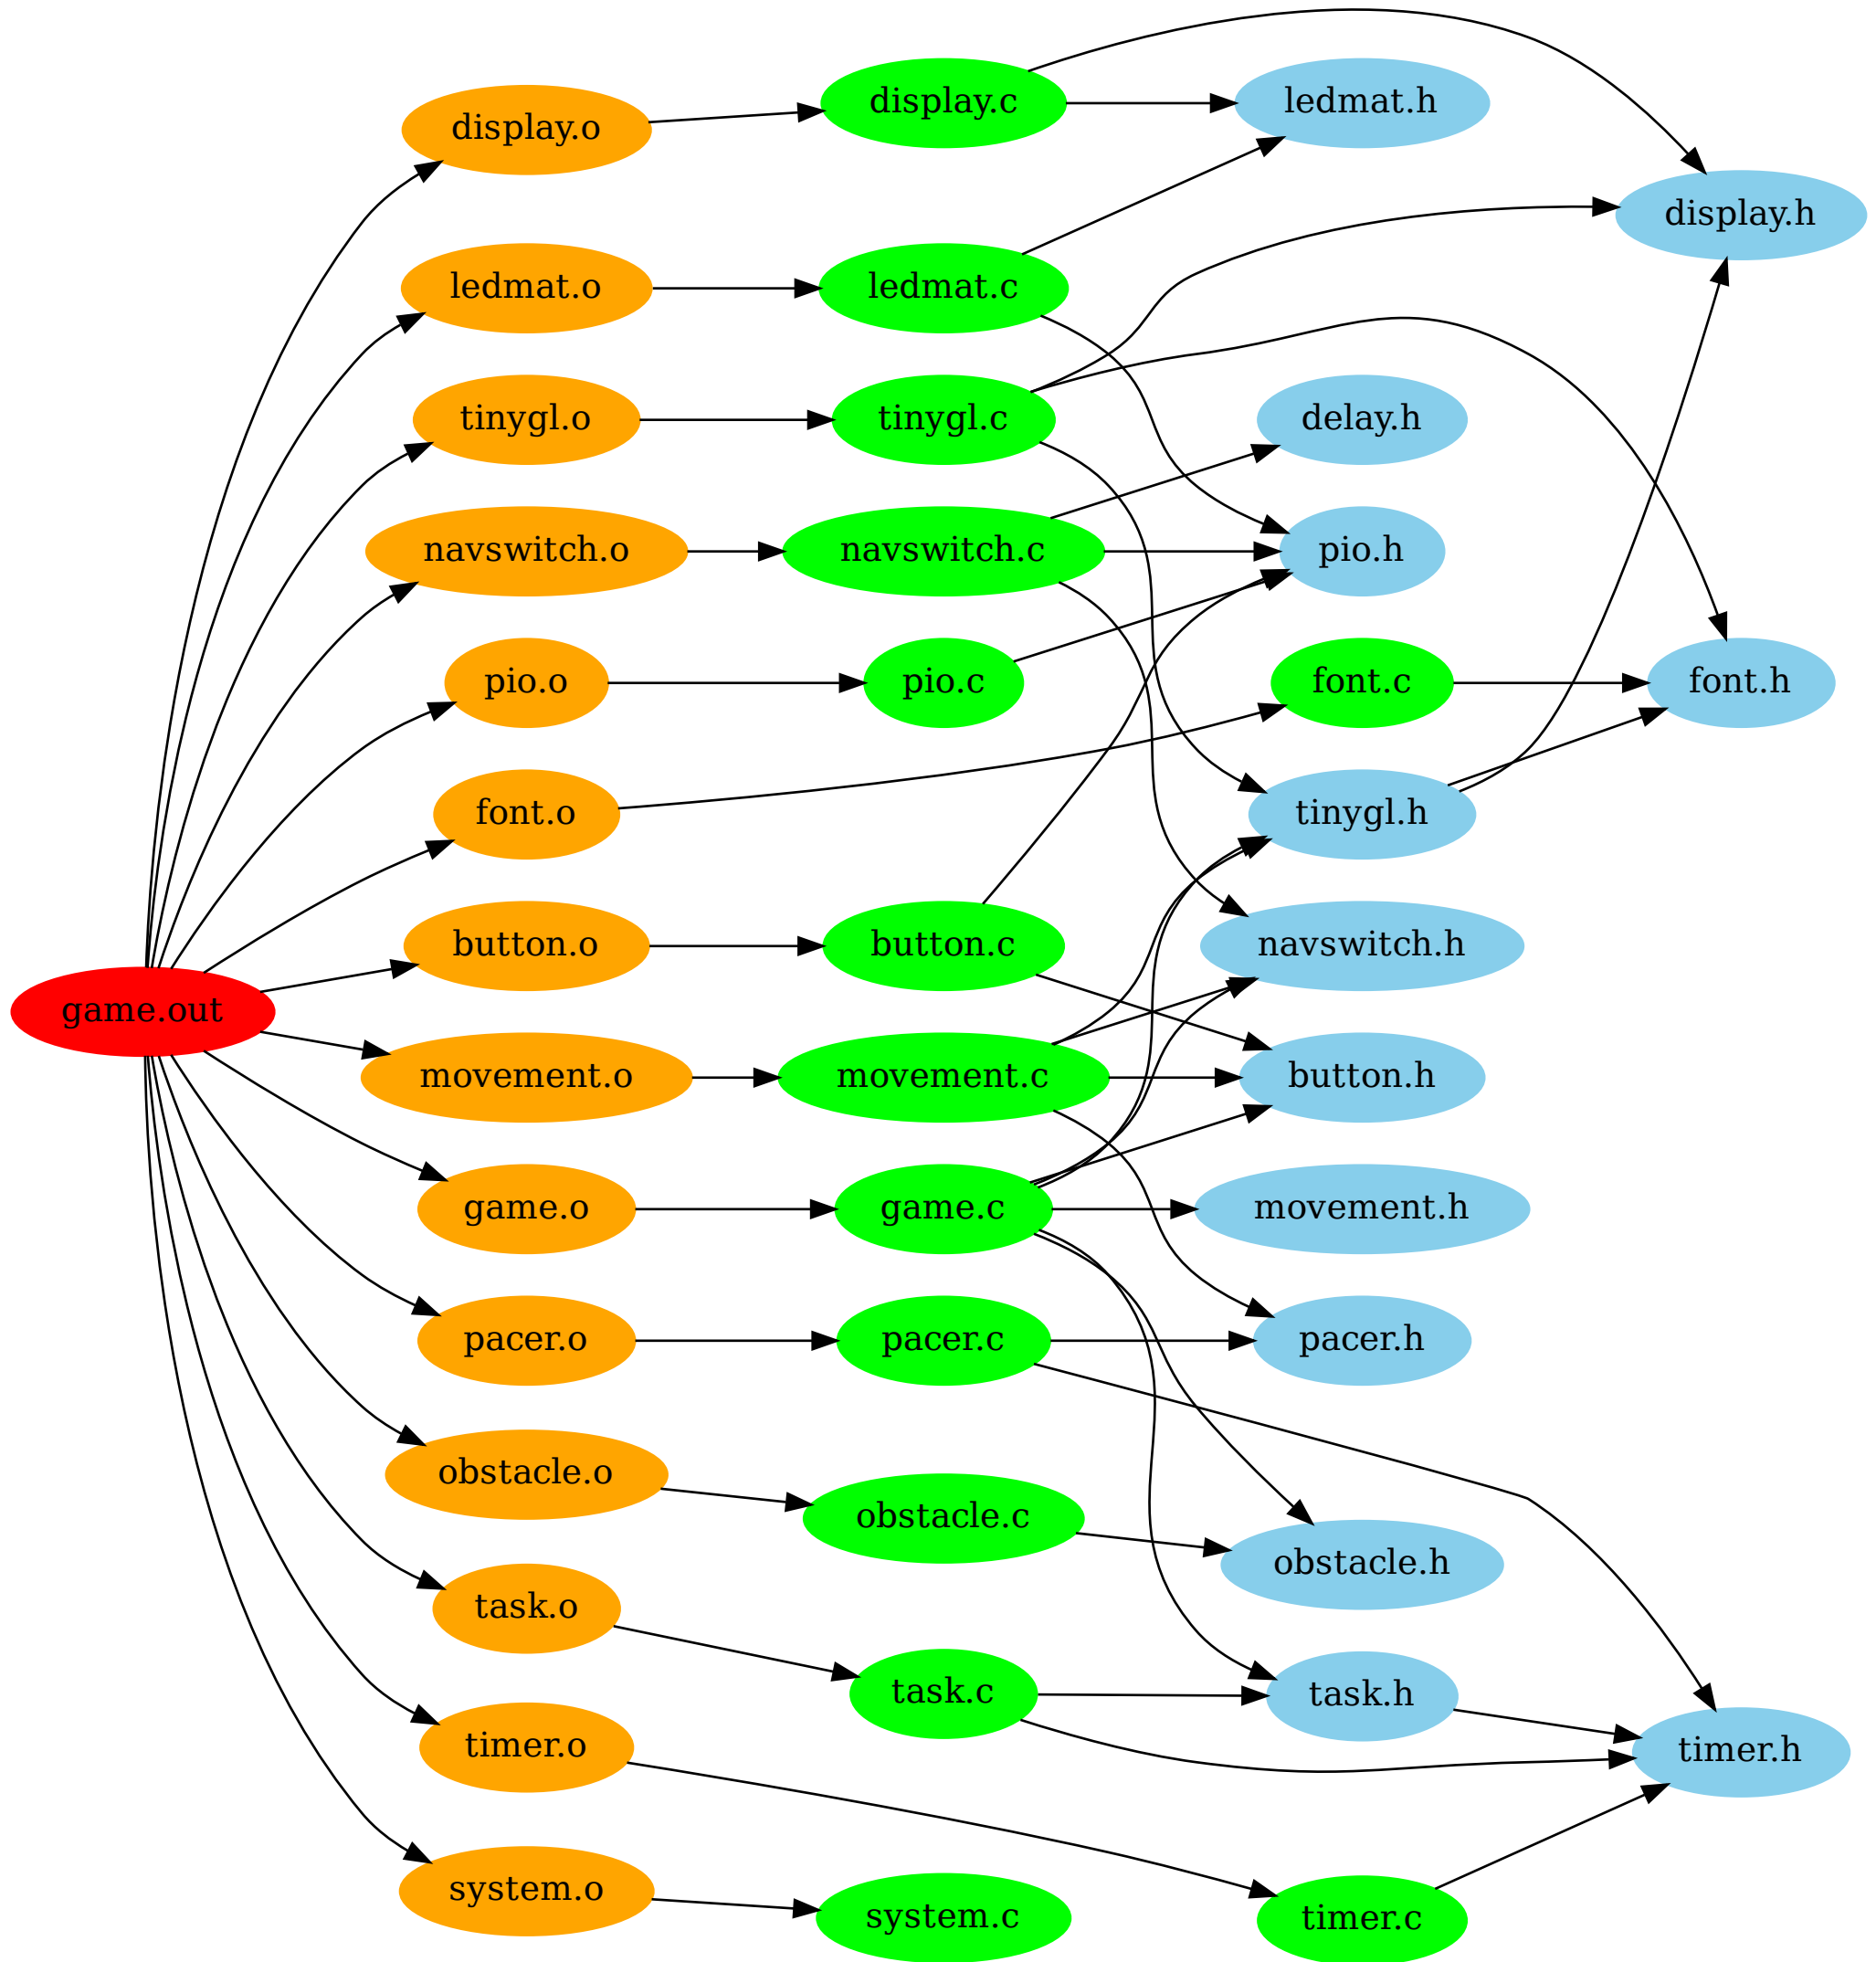 display.c
ledmat.h
display.o
display.h
ledmat.o
ledmat.c
tinygl.o
tinygl.c
delay.h
navswitch.o
navswitch.c
pio.h
pio.o
pio.c
font.c
font.h
font.o
tinygl.h
button.o
button.c
navswitch.h
game.out
movement.o
movement.c
button.h
game.o
game.c
movement.h
pacer.o
pacer.c
pacer.h
obstacle.o
obstacle.c
obstacle.h
task.o
task.c
task.h
timer.o
timer.h
system.o
system.c
timer.c